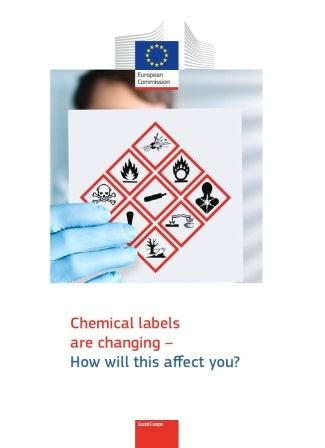 European
Commission
Chemical labels
are changing –
How will this affect you?
Social Europe